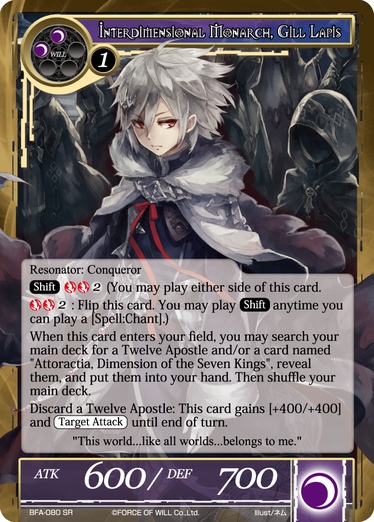 Interdimensional Monarch, Gill Lapis
WILL
1
Resonator: Conqueror
Shift 2 (You may play either side of this card.
2 : Flip this card. You may play Shift anytime you
can play a [Spell:Chant].)
When this card enters your field, you may search your
main deck for a Twelve Apostle and/or a card named
"Attoractia, Dimension of the Seven Kings", reveal
them, and put them into your hand. Then shuffle your
main deck.
Discard a Twelve Apostle: This card gains [+400/+400]
and Target Attack until end of turn.
"This world...like all worlds...belongs to me."
ATK 600 / DEF 700
BFA-080 SR ©FORCE OF WILL Co.,Ltd. Illust/ネム